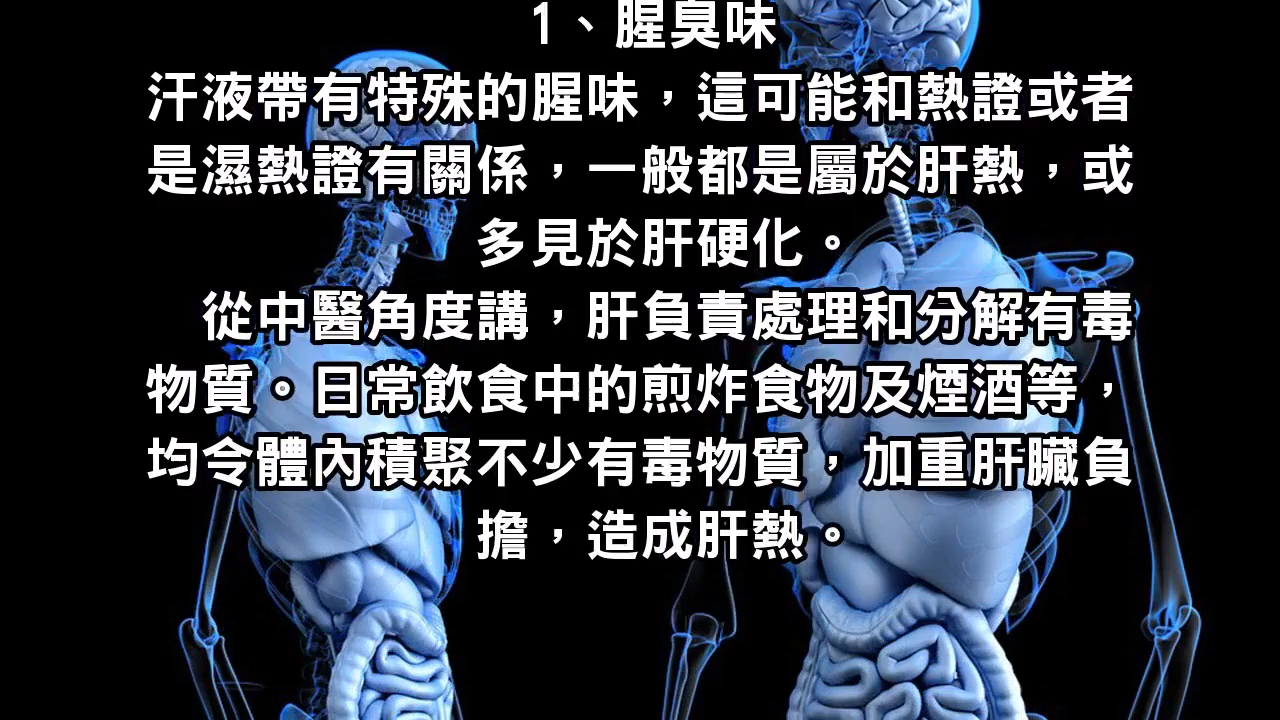 1、腥臭味
汗液帶有特殊的腥味，這可能和熱證或者
是濕熱證有關係，一般都是屬於肝熱，或
多見於肝硬化。
從中醫角度講，肝負責處理和分解有毒
物質。日常飲食中的煎炸食物及煙酒等，
均令體內積聚不少有毒物質，加重肝臟負
擔，造成肝熱。